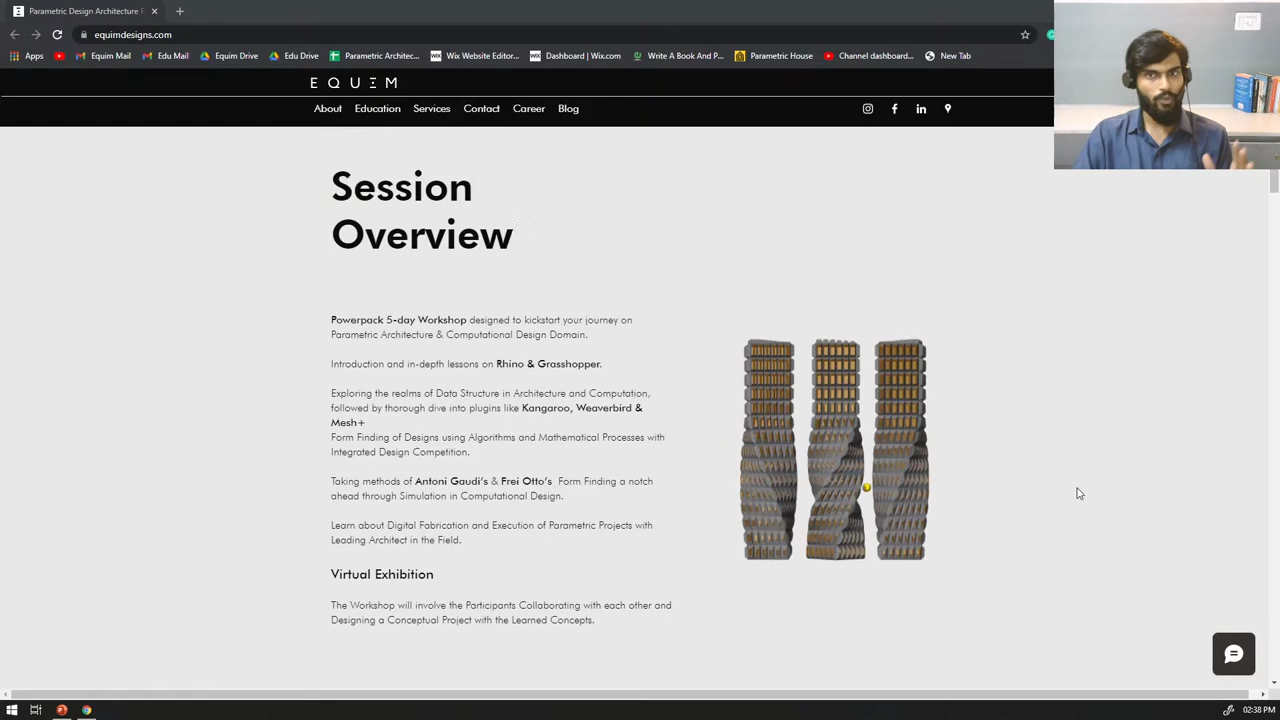 Parametric Design Architecture F
equimdesigns.com
Apps Equim Mail Edu Mail Equim Drive Edu Drive Parametric Architec... Wix Website Editor... Dashboard | Wix.com Write A Book And P... Parametric House Channel dashboard... New Tab
EQUIM
About Education Services Contact Career Blog
Session
Overview
Powerpack 5-day Workshop designed to kickstart your journey on
Parametric Architecture & Computational Design Domain.
Introduction and in-depth lessons on Rhino & Grasshopper.
Exploring the realms of Data Structure in Architecture and Computation,
followed by thorough dive into plugins like Kangaroo, Weaverbird &
Mesh+
Form Finding of Designs using Algorithms and Mathematical Processes with
Integrated Design Competition.
Taking methods of Antoni Gaudi's & Frei Otto's Form Finding a notch
ahead through Simulation in Computational Design.
Learn about Digital Fabrication and Execution of Parametric Projects with
Leading Architect in the Field.
Virtual Exhibition
The Workshop will involve the Participants Collaborating with each other and
Designing a Conceptual Project with the Learned Concepts.
02:38 PM